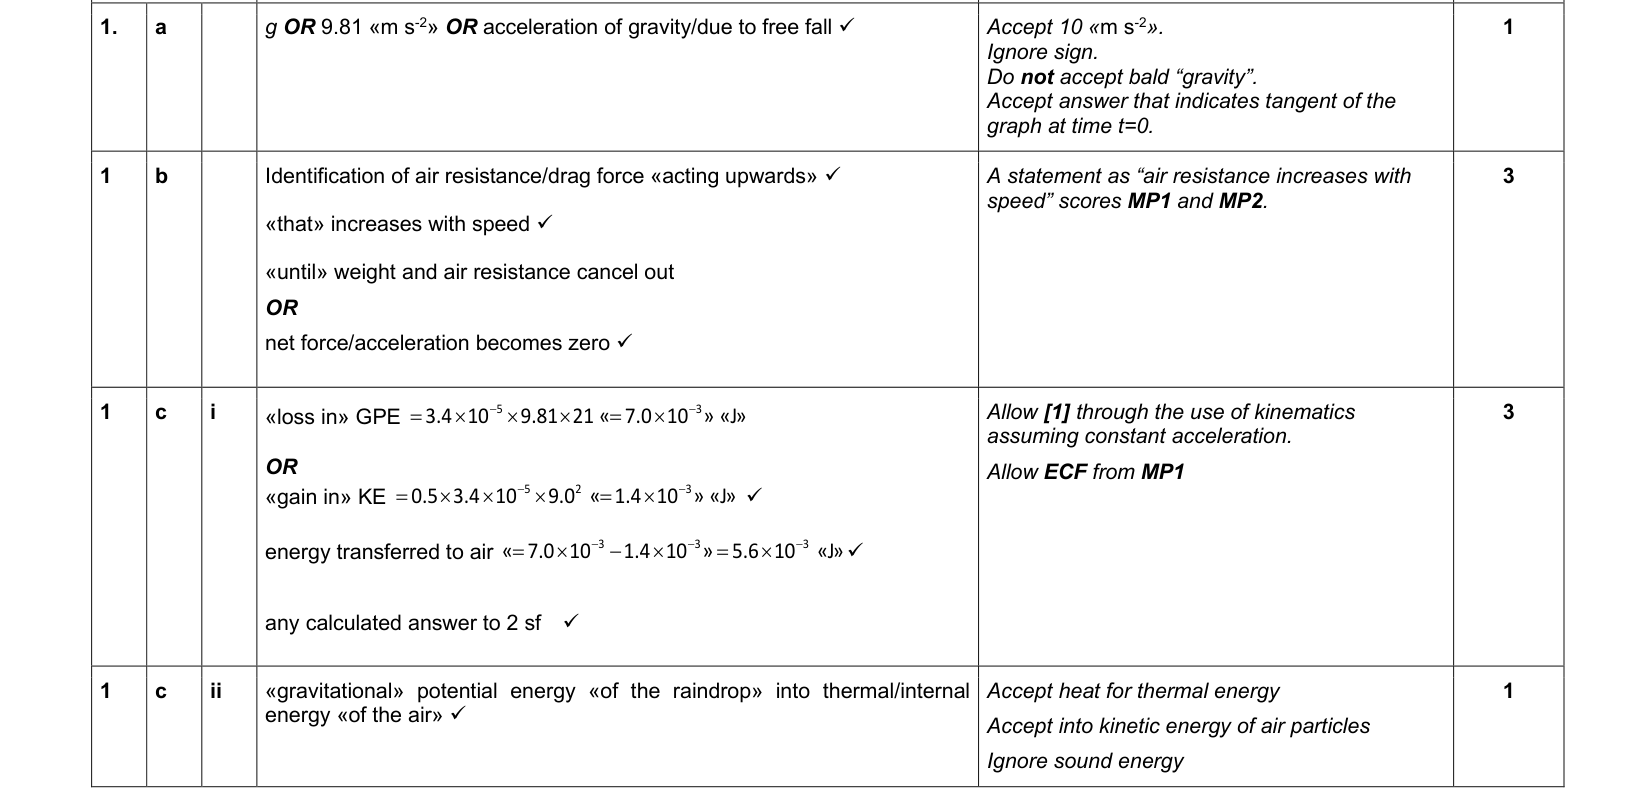 1. a g OR 9.81 «m s⁻²» OR acceleration of gravity/due to free fall ✓ Accept 10 «m s⁻²». 1
Ignore sign.
Do not accept bald “gravity”.
Accept answer that indicates tangent of the
graph at time t=0.
1 b Identification of air resistance/drag force «acting upwards» ✓ A statement as “air resistance increases with 3
speed” scores MP1 and MP2.
«that» increases with speed ✓
«until» weight and air resistance cancel out
OR
net force/acceleration becomes zero ✓
1 c i «loss in» GPE =3.4×10⁻⁵×9.81×21 «=7.0×10⁻³» «J» Allow [1] through the use of kinematics 3
assuming constant acceleration.
OR Allow ECF from MP1
«gain in» KE =0.5×3.4×10⁻⁵×9.0² «=1.4×10⁻³» «J» ✓
energy transferred to air «=7.0×10⁻³−1.4×10⁻³»=5.6×10⁻³ «J» ✓
any calculated answer to 2 sf ✓
1 c ii «gravitational» potential energy «of the raindrop» into thermal/internal Accept heat for thermal energy 1
energy «of the air» ✓
Accept into kinetic energy of air particles
Ignore sound energy